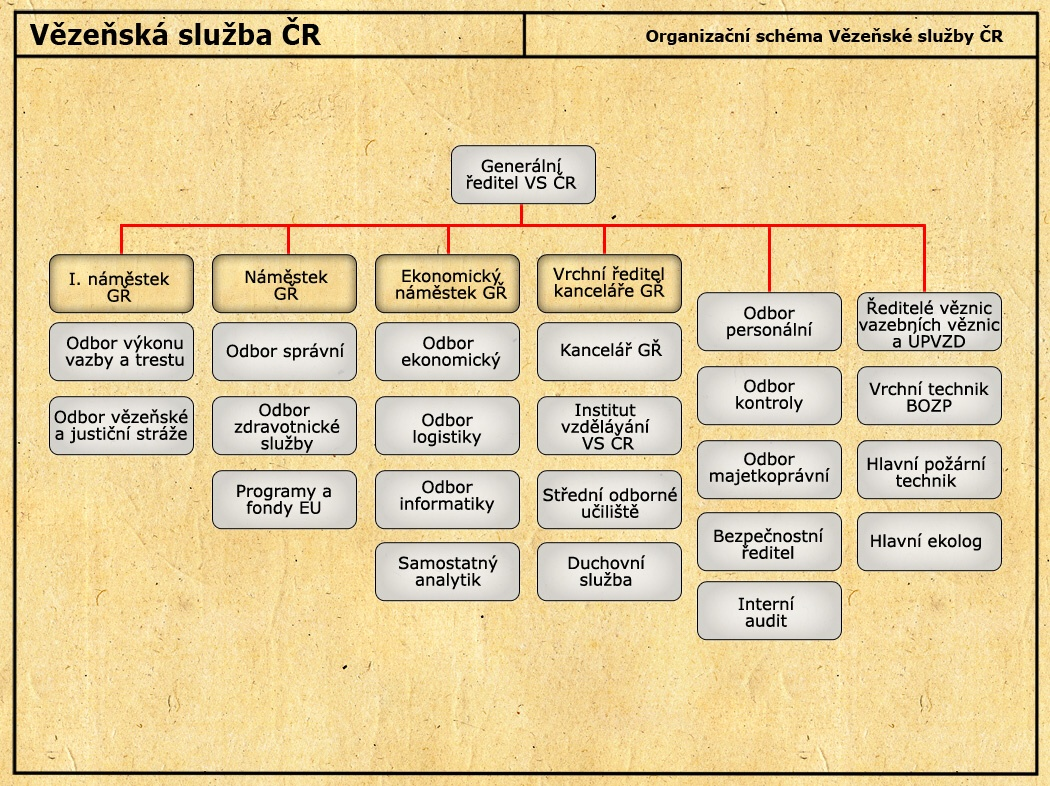 Vězeňská služba ČR
Organizační schéma Vězeňské služby ČR
Generální
ředitel VS ČR
I. náměstek
GŘ
Odbor výkonu
vazby a trestu
Odbor vězeňské
a justiční stráže
Náměstek
GŘ
Odbor správní
Odbor
zdravotnické
služby
Programy a
fondy EU
Ekonomický
náměstek GŘ
Odbor
ekonomický
Odbor
logistiky
Odbor
informatiky
Samostatný
analytik
Vrchní ředitel
kanceláře GŘ
Kancelář GŘ
Institut
vzdělávání
VS ČR
Střední odborné
učiliště
Duchovní
služba
Odbor
personální
Odbor
kontroly
Odbor
majetkoprávní
Bezpečnostní
ředitel
Interní
audit
Ředitelé věznic
vazebních věznic
a ÚPVZD
Vrchní technik
BOZP
Hlavní požární
technik
Hlavní ekolog